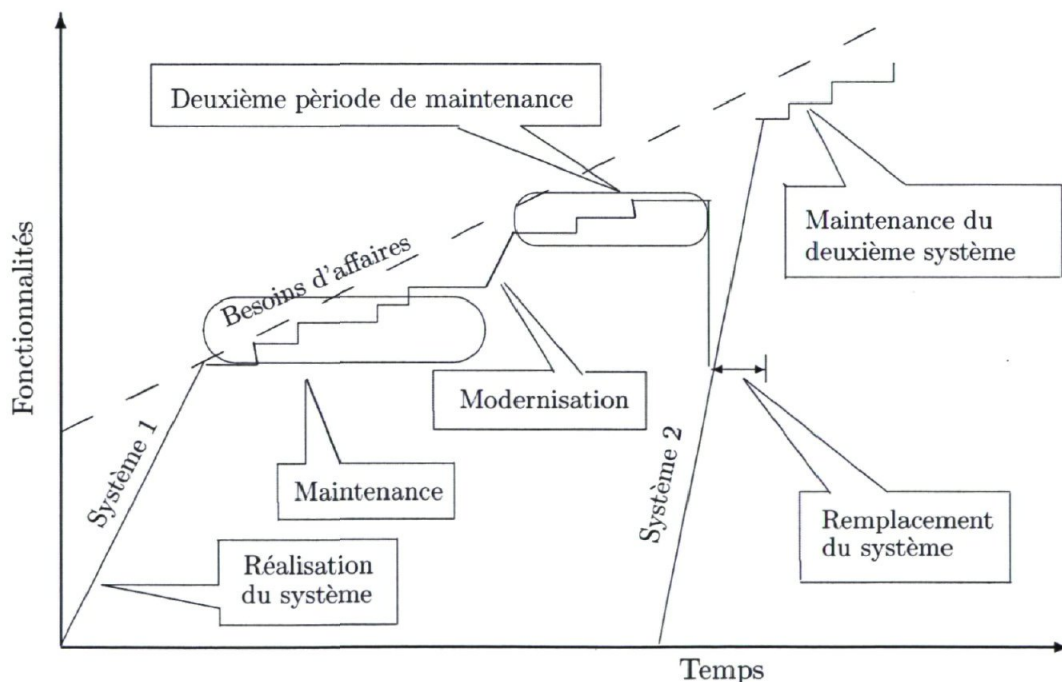 Deuxième pèriode de maintenance
Maintenance du
deuxième système
Besoins d'affaires
Fonctionnalités
Modernisation
Système 1
Système 2
Maintenance
Remplacement
du système
Réalisation
du système
Temps